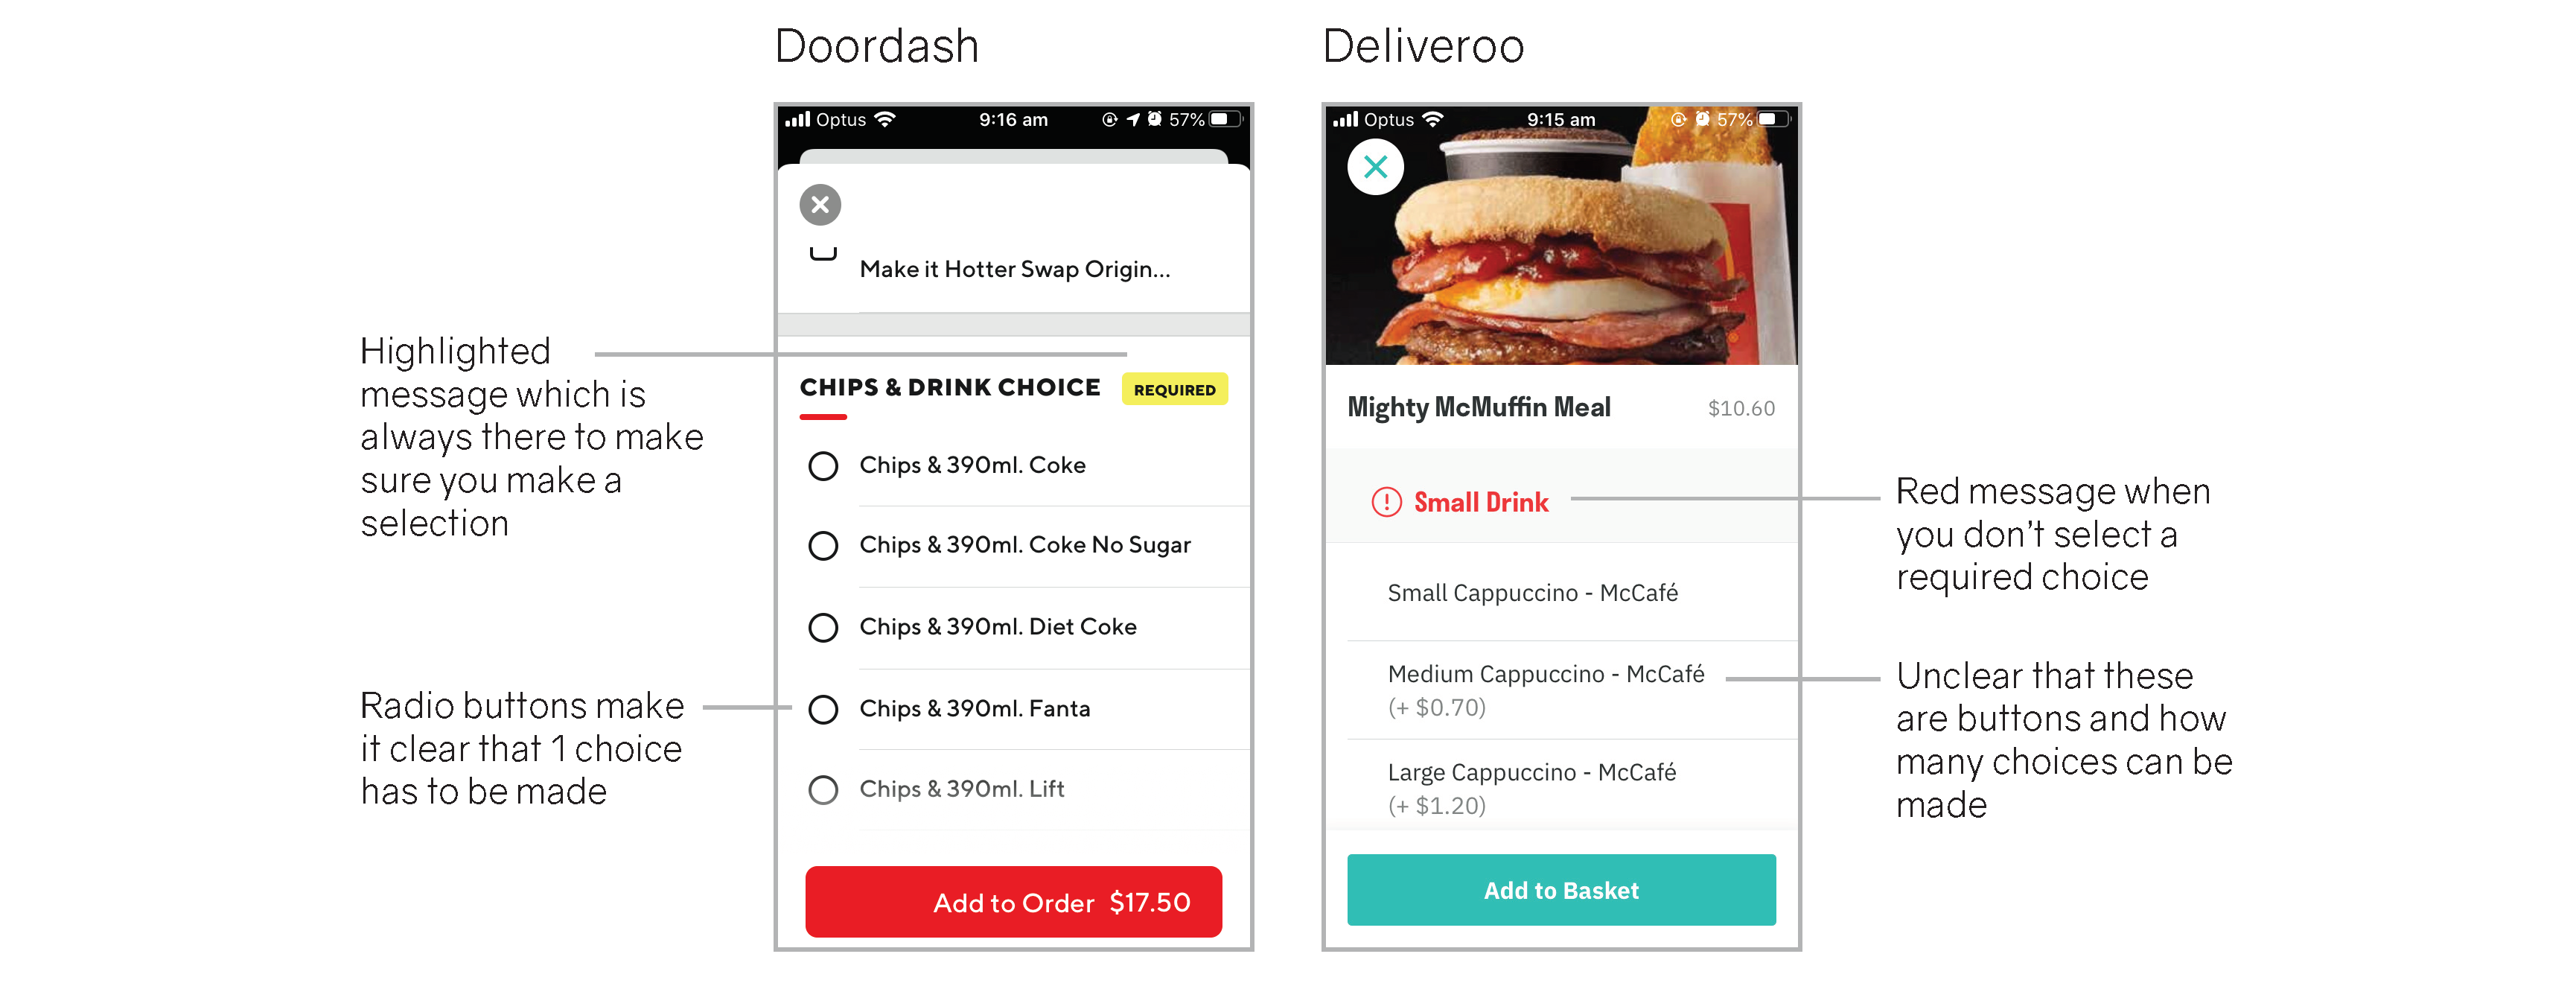 Doordash
Deliveroo
Optus
9:16 am
57%
Make it Hotter Swap Origin...
CHIPS & DRINK CHOICE
REQUIRED
Chips & 390ml. Coke
Chips & 390ml. Coke No Sugar
Chips & 390ml. Diet Coke
Chips & 390ml. Fanta
Chips & 390ml. Lift
Add to Order $17.50
Highlighted
message which is
always there to make
sure you make a
selection
Radio buttons make
it clear that 1 choice
has to be made
Optus
9:15 am
57%
Mighty McMuffin Meal
$10.60
Small Drink
Small Cappuccino - McCafé
Medium Cappuccino - McCafé
(+ $0.70)
Large Cappuccino - McCafé
(+ $1.20)
Add to Basket
Red message when
you don't select a
required choice
Unclear that these
are buttons and how
many choices can be
made